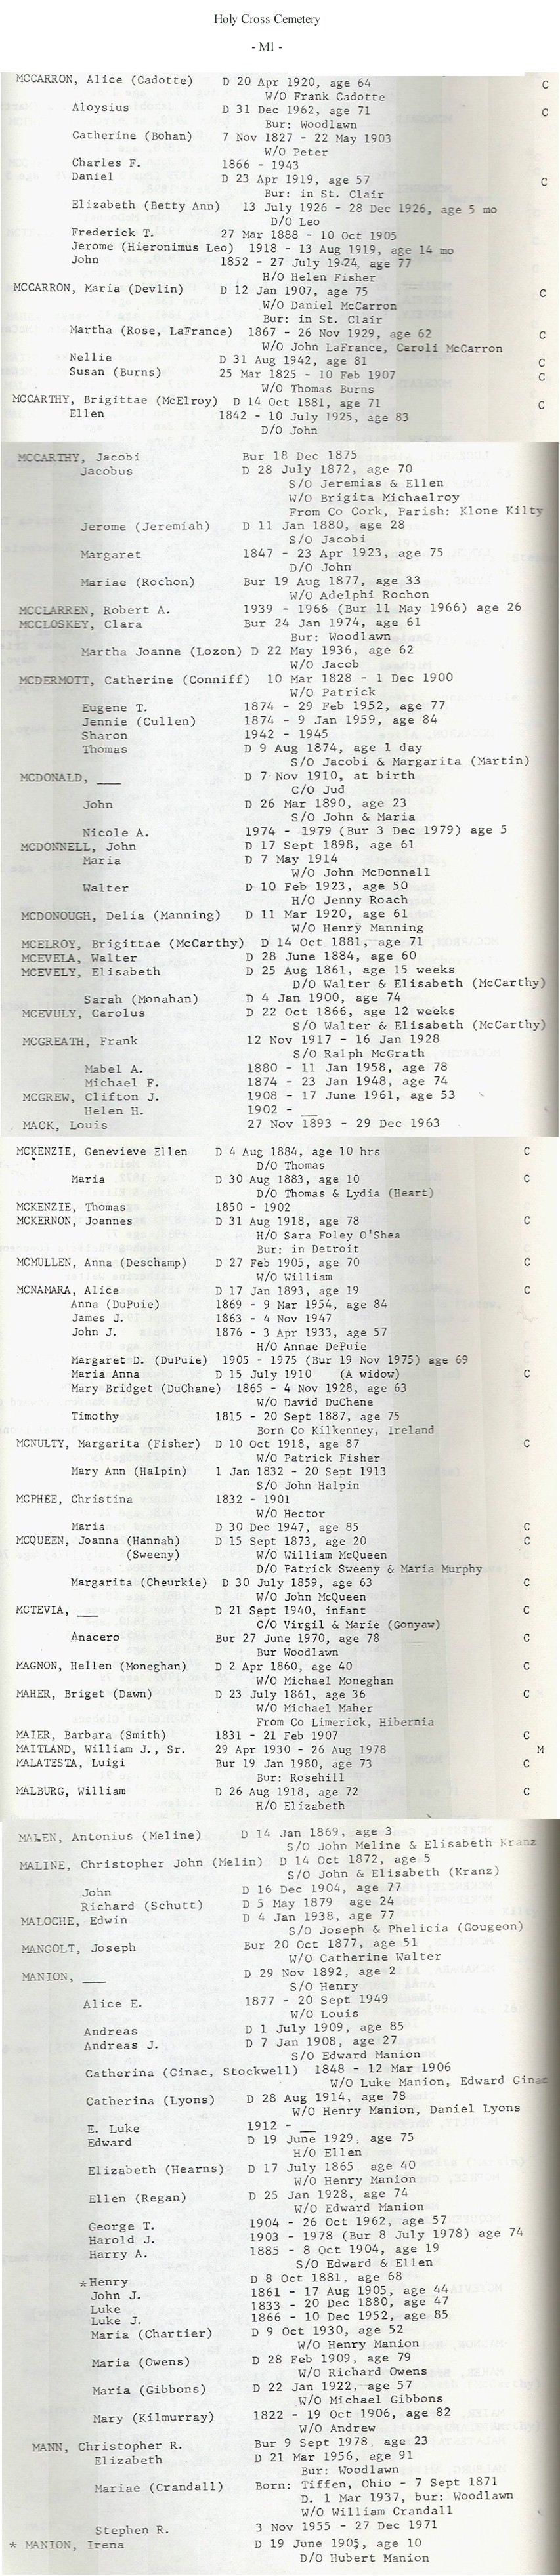 Holy Cross Cemetery
- M1 -
MCCARRON, Alice (Cadotte) D 20 Apr 1920, age 64 C
W/O Frank Cadotte
Aloysius D 31 Dec 1962, age 71 C
Bur: Woodlawn
Catherine (Bohan) 7 Nov 1827 - 22 May 1903
W/O Peter
Charles F. 1866 - 1943
Daniel D 23 Apr 1919, age 57 C
Bur: in St. Clair
Elizabeth (Betty Ann) 13 July 1926 - 28 Dec 1926, age 5 mo
D/O Leo
Frederick T. 27 Mar 1888 - 10 Oct 1905
Jerome (Hieronimus Leo) 1918 - 13 Aug 1919, age 14 mo
John 1852 - 27 July 1924, age 77
H/O Helen Fisher
MCCARRON, Maria (Devlin) D 12 Jan 1907, age 75 C
W/O Daniel McCarron
Bur: in St. Clair
Martha (Rose, LaFrance) 1867 - 26 Nov 1929, age 62 C
W/O John LaFrance, Caroli McCarron
Nellie D 31 Aug 1942, age 81 C
Susan (Burns) 25 Mar 1825 - 10 Feb 1907 C
W/O Thomas Burns
MCCARTHY, Brigittae (McElroy) D 14 Oct 1881, age 71 C
Ellen 1842 - 10 July 1925, age 83
D/O John
MCCARTHY, Jacobi Bur 18 Dec 1875
Jacobus D 28 July 1872, age 70
S/O Jeremias & Ellen
W/O Brigita Michaelroy
From Co Cork, Parish: Klone Kilty
Jerome (Jeremiah) D 11 Jan 1880, age 28
S/O Jacobi
Margaret 1847 - 23 Apr 1923, age 75
D/O John
Mariae (Rochon) Bur 19 Aug 1877, age 33
W/O Adelphi Rochon
MCCLARREN, Robert A. 1939 - 1966 (Bur 11 May 1966) age 26
MCCLOSKEY, Clara Bur 24 Jan 1974, age 61
Bur: Woodlawn
Martha Joanne (Lozon) D 22 May 1936, age 62
W/O Jacob
MCDERMOTT, Catherine (Conniff) 10 Mar 1828 - 1 Dec 1900
W/O Patrick
Eugene T. 1874 - 29 Feb 1952, age 77
Jennie (Cullen) 1874 - 9 Jan 1959, age 84
Sharon 1942 - 1945
Thomas D 9 Aug 1874, age 1 day
S/O Jacobi & Margarita (Martin)
MCDONALD, ___ D 7 Nov 1910, at birth
C/O Jud
John D 26 Mar 1890, age 23
S/O John & Maria
Nicole A. 1974 - 1979 (Bur 3 Dec 1979) age 5
MCDONNELL, John D 17 Sept 1898, age 61
Maria D 7 May 1914
W/O John McDonnell
Walter D 10 Feb 1923, age 50
H/O Jenny Roach
MCDONOUGH, Delia (Manning) D 11 Mar 1920, age 61
W/O Henry Manning
MCELROY, Brigittae (McCarthy) D 14 Oct 1881, age 71
MCEVELA, Walter D 28 June 1884, age 60
MCEVELY, Elisabeth D 25 Aug 1861, age 15 weeks
D/O Walter & Elisabeth (McCarthy)
Sarah (Monahan) D 4 Jan 1900, age 74
MCEVULY, Carolus D 22 Oct 1866, age 12 weeks
S/O Walter & Elisabeth (McCarthy)
MCGREATH, Frank 12 Nov 1917 - 16 Jan 1928
S/O Ralph McGrath
Mabel A. 1880 - 11 Jan 1958, age 78
Michael F. 1874 - 23 Jan 1948, age 74
MCGREW, Clifton J. 1908 - 17 June 1961, age 53
Helen H. 1902 - __
MACK, Louis 27 Nov 1893 - 29 Dec 1963
MCKENZIE, Genevieve Ellen D 4 Aug 1884, age 10 hrs C
D/O Thomas
Maria D 30 Aug 1883, age 10 C
D/O Thomas & Lydia (Heart)
MCKENZIE, Thomas 1850 - 1902
MCKERNON, Joannes D 31 Aug 1918, age 78 C
H/O Sara Foley O'Shea
Bur: in Detroit
MCMULLEN, Anna (Deschamp) D 27 Feb 1905, age 70 C
W/O William
MCNAMARA, Alice D 17 Jan 1893, age 19 C
Anna (DuPuie) 1869 - 9 Mar 1954, age 84
James J. 1863 - 4 Nov 1947
John J. 1876 - 3 Apr 1933, age 57
H/O Annae DePuie
Margaret D. (DuPuie) 1905 - 1975 (Bur 19 Nov 1975) age 69
Maria Anna D 15 July 1910 (A widow) C
Mary Bridget (DuChane) 1865 - 4 Nov 1928, age 63
W/O David DuChene
Timothy 1815 - 20 Sept 1887, age 75
Born Co Kilkenney, Ireland
MCNULTY, Margarita (Fisher) D 10 Oct 1918, age 87 C
W/O Patrick Fisher
Mary Ann (Halpin) 1 Jan 1832 - 20 Sept 1913
S/O John Halpin
MCPHEE, Christina 1832 - 1901
W/O Hector
Maria D 30 Dec 1947, age 85 C
MCQUEEN, Joanna (Hannah) D 15 Sept 1873, age 20 C
(Sweeny) W/O William McQueen
D/O Patrick Sweeny & Maria Murphy
Margarita (Cheurkie) D 30 July 1859, age 63 C
W/O John McQueen
MCTEVIA, ___ D 21 Sept 1940, infant C
C/O Virgil & Marie (Gonyaw)
Anacero Bur 27 June 1970, age 78 C
Bur Woodlawn
MAGNON, Hellen (Moneghan) D 2 Apr 1860, age 40 C
W/O Michael Moneghan
MAHER, Briget (Dawn) D 23 July 1861, age 36 C
W/O Michael Maher
From Co Limerick, Hibernia
MAIER, Barbara (Smith) 1831 - 21 Feb 1907 C
MAITLAND, William J., Sr. 29 Apr 1930 - 26 Aug 1978 M
MALATESTA, Luigi Bur 19 Jan 1980, age 73 C
Bur: Rosehill
MALBURG, William D 26 Aug 1918, age 72 C
H/O Elizabeth
MALEN, Antonius (Meline) D 14 Jan 1869, age 3
S/O John Meline & Elisabeth Kranz
MALINE, Christopher John (Melin) D 14 Oct 1872, age 5
S/O John & Elisabeth (Kranz)
John D 16 Dec 1904, age 77
Richard (Schutt) D 5 May 1879 age 24
MALOCHE, Edwin D 4 Jan 1938, age 77
S/O Joseph & Phelicia (Gougeon)
MANGOLT, Joseph Bur 20 Oct 1877, age 51
W/O Catherine Walter
MANION, ___ D 29 Nov 1892, age 2
S/O Henry
Alice E. 1877 - 20 Sept 1949
W/O Louis
Andreas D 1 July 1909, age 85
Andreas J. D 7 Jan 1908, age 27
S/O Edward Manion
Catherina (Ginac, Stockwell) 1848 - 12 Mar 1906
W/O Luke Manion, Edward Ginac
Catherina (Lyons) D 28 Aug 1914, age 78
W/O Henry Manion, Daniel Lyons
E. Luke 1912 - __
Edward D 19 June 1929, age 75
H/O Ellen
Elizabeth (Hearns) D 17 July 1865 age 40
W/O Henry Manion
Ellen (Regan) D 25 Jan 1928, age 74
W/O Edward Manion
George T. 1904 - 26 Oct 1962, age 57
Harold J. 1903 - 1978 (Bur 8 July 1978) age 74
Harry A. 1885 - 8 Oct 1904, age 19
S/O Edward & Ellen
*Henry D 8 Oct 1881, age 68
John J. 1861 - 17 Aug 1905, age 44
Luke 1833 - 20 Dec 1880, age 47
Luke J. 1866 - 10 Dec 1952, age 85
Maria (Chartier) D 9 Oct 1930, age 52
W/O Henry Manion
Maria (Owens) D 28 Feb 1909, age 79
W/O Richard Owens
Maria (Gibbons) D 22 Jan 1922, age 57
W/O Michael Gibbons
Mary (Kilmurray) 1822 - 19 Oct 1906, age 82
W/O Andrew
MANN, Christopher R. Bur 9 Sept 1978, age 23
Elizabeth D 21 Mar 1956, age 91
Bur: Woodlawn
Mariae (Crandall) Born: Tiffen, Ohio - 7 Sept 1871
D. 1 Mar 1937, bur: Woodlawn
W/O William Crandall
Stephen R. 3 Nov 1955 - 27 Dec 1971
* MANION, Irena D 19 June 1905, age 10
D/O Hubert Manion